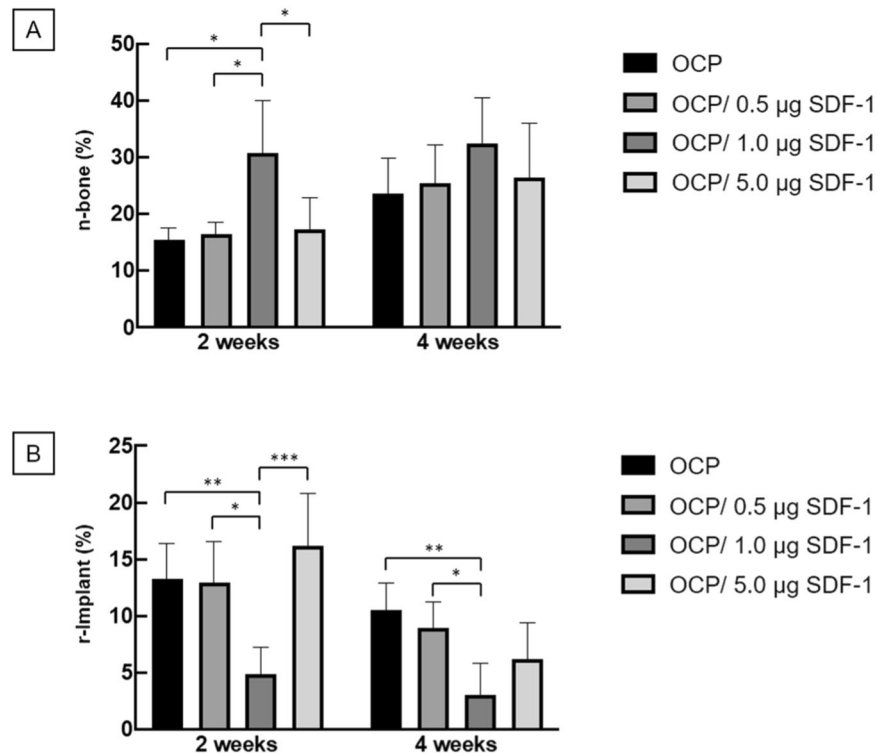 A
n-bone (%)
50
40
30
20
10
0
* * *
2 weeks
4 weeks
OCP
OCP/ 0.5 µg SDF-1
OCP/ 1.0 µg SDF-1
OCP/ 5.0 µg SDF-1
B
r-Implant (%)
25
20
15
10
5
0
** * ***
** *
2 weeks
4 weeks
OCP
OCP/ 0.5 µg SDF-1
OCP/ 1.0 µg SDF-1
OCP/ 5.0 µg SDF-1